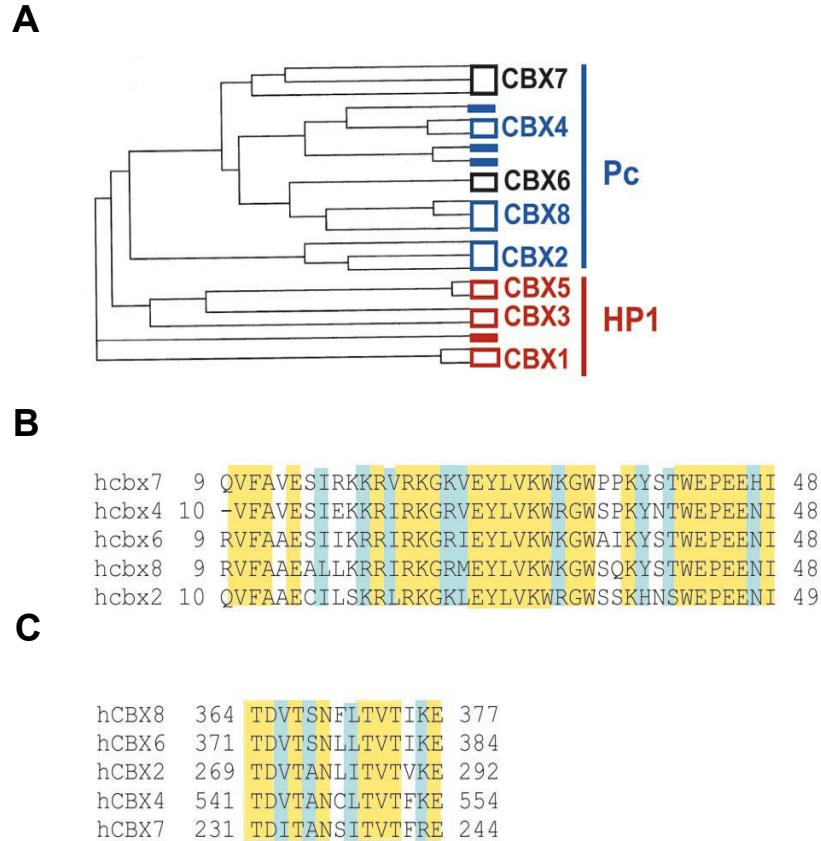 A
CBX7
CBX4
CBX6
CBX8
CBX2
CBX5
CBX3
CBX1
Pc
HP1
B
hcbx7 9 QVFAVESIRKKRVRKGKVEYLVKWKGWPPKYSTWEPEEHI 48
hcbx4 10 -VFAVESIEKKRIRKGRVEYLVKWRGWSPKYNTWEPEENI 48
hcbx6 9 RVFAAESIIKRRIRKGRIEYLVKWKGWAIKYSTWEPEENI 48
hcbx8 9 RVFAAEALLKRRIRKGRMEYLVKWKGWSQKYSTWEPEENI 48
hcbx2 10 QVFAAECILSKRLRKGKLEYLVKWRGWSSKHNSWEPEENI 49
C
hCBX8 364 TDVTSNFLTVTIKE 377
hCBX6 371 TDVTSNLLTVTIKE 384
hCBX2 269 TDVTANLITVTVKE 292
hCBX4 541 TDVTANCLTVTFKE 554
hCBX7 231 TDITANSITVTFRE 244